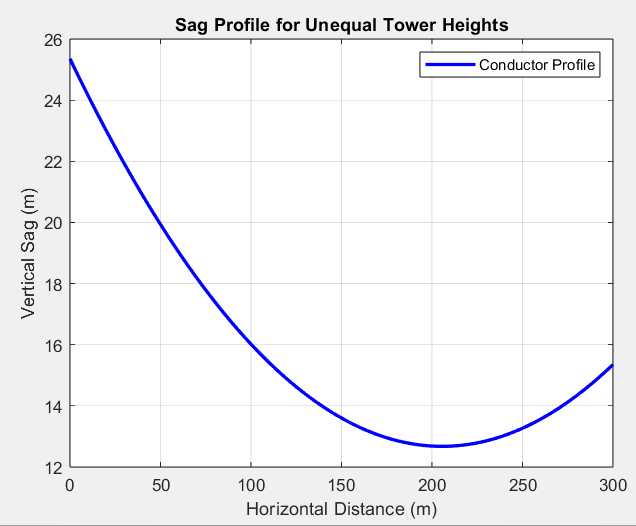 Sag Profile for Unequal Tower Heights
Conductor Profile
Vertical Sag (m)
26
24
22
20
18
16
14
12
0 50 100 150 200 250 300
Horizontal Distance (m)